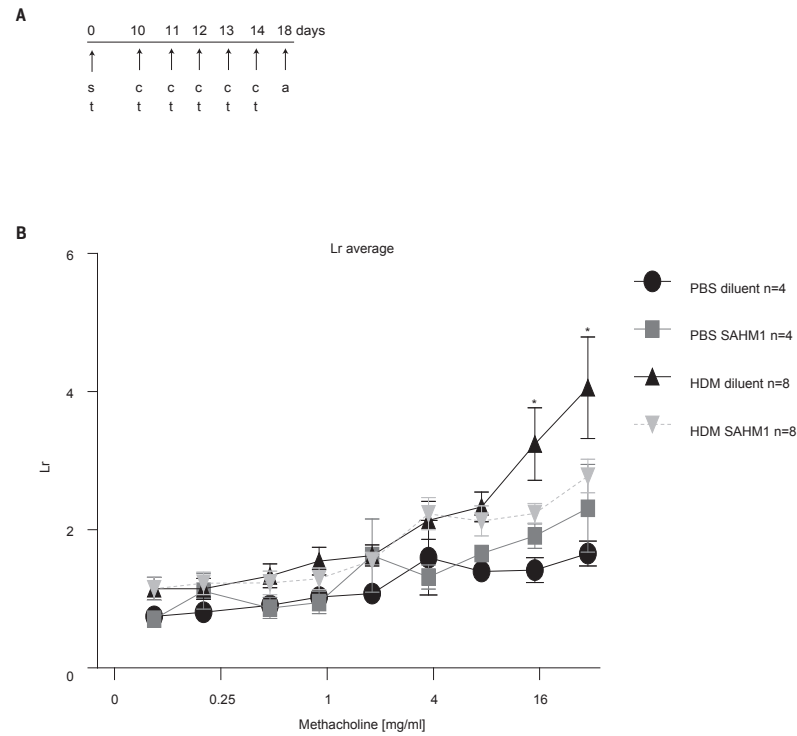 A
0 10 11 12 13 14 18 days
s c c c c c a
t t t t t t
B
Lr average
6
4
2
0
Lr
0 0.25 1 4 16
Methacholine [mg/ml]
* *
PBS diluent n=4
PBS SAHM1 n=4
HDM diluent n=8
HDM SAHM1 n=8